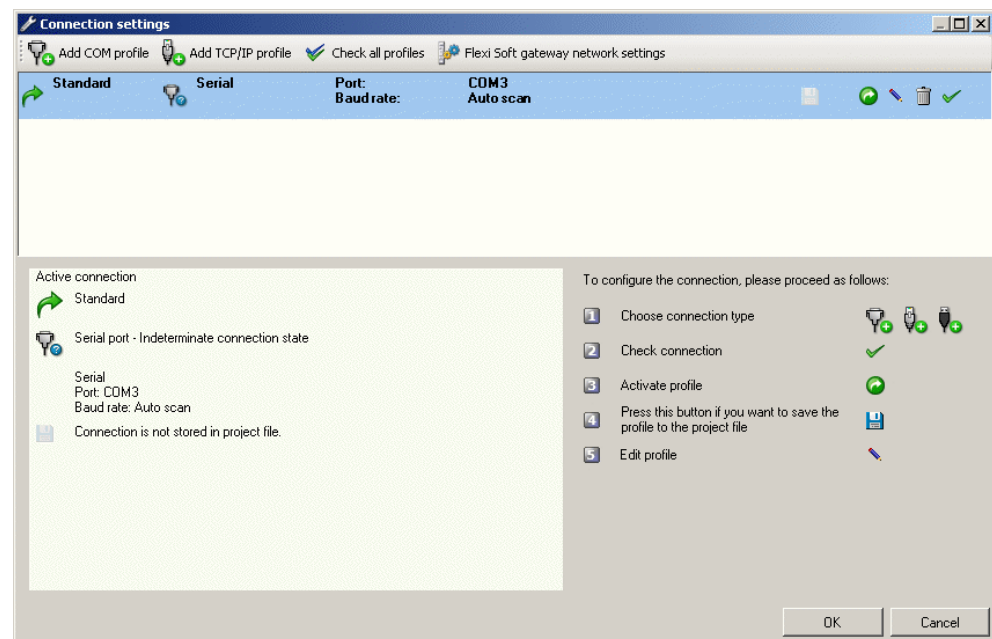 Connection settings
Add COM profile Add TCP/IP profile Check all profiles Flexi Soft gateway network settings
Standard Serial Port: COM3
Baud rate: Auto scan
Active connection
Standard
Serial port - Indeterminate connection state
Serial
Port: COM3
Baud rate: Auto scan
Connection is not stored in project file.
To configure the connection, please proceed as follows:
1 Choose connection type
2 Check connection
3 Activate profile
4 Press this button if you want to save the
profile to the project file
5 Edit profile
OK Cancel